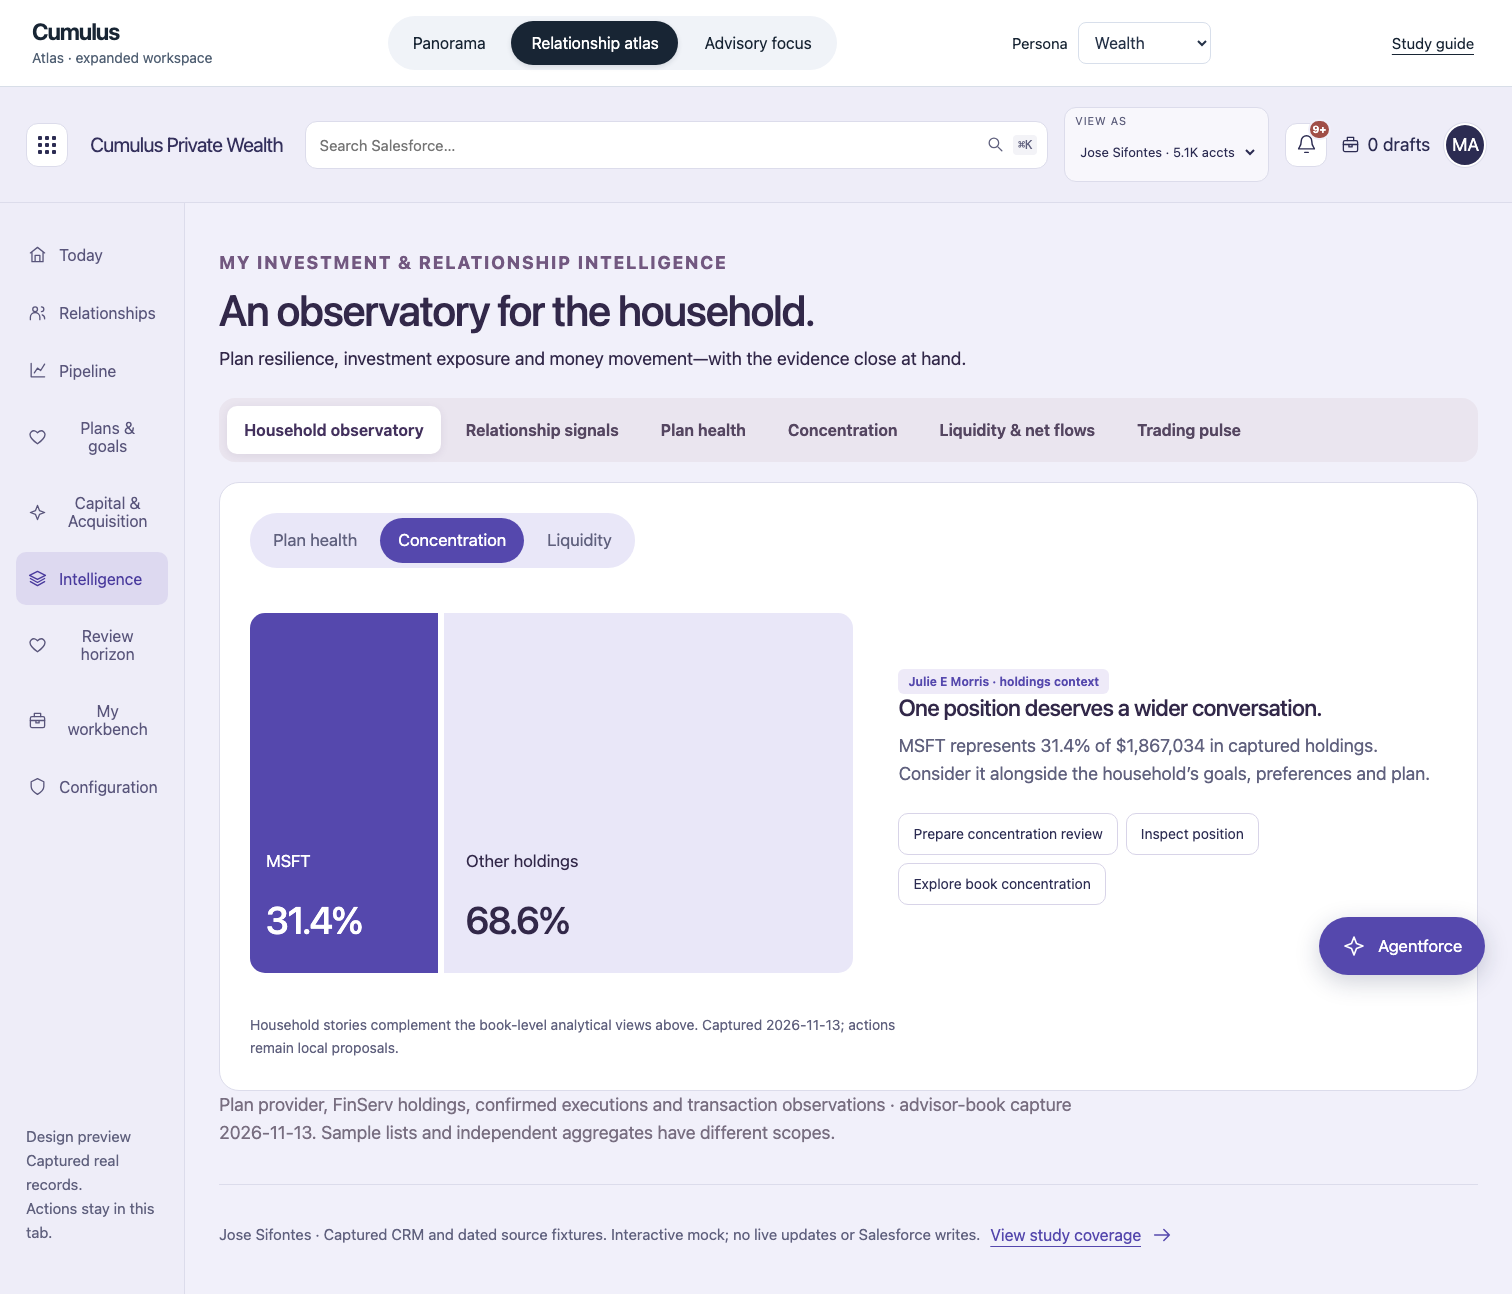 Cumulus
Atlas · expanded workspace
Panorama
Relationship atlas
Advisory focus
Persona
Wealth
Study guide
Cumulus Private Wealth
Search Salesforce...
⌘K
VIEW AS
Jose Sifontes · 5.1K accts
9+
0 drafts
MA
Today
Relationships
Pipeline
Plans &
goals
Capital &
Acquisition
Intelligence
Review
horizon
My
workbench
Configuration
Design preview
Captured real
records.
Actions stay in this
tab.
MY INVESTMENT & RELATIONSHIP INTELLIGENCE
An observatory for the household.
Plan resilience, investment exposure and money movement—with the evidence close at hand.
Household observatory
Relationship signals
Plan health
Concentration
Liquidity & net flows
Trading pulse
Plan health
Concentration
Liquidity
MSFT
31.4%
Other holdings
68.6%
Julie E Morris · holdings context
One position deserves a wider conversation.
MSFT represents 31.4% of $1,867,034 in captured holdings.
Consider it alongside the household’s goals, preferences and plan.
Prepare concentration review
Inspect position
Explore book concentration
Agentforce
Household stories complement the book-level analytical views above. Captured 2026-11-13; actions
remain local proposals.
Plan provider, FinServ holdings, confirmed executions and transaction observations · advisor-book capture
2026-11-13. Sample lists and independent aggregates have different scopes.
Jose Sifontes · Captured CRM and dated source fixtures. Interactive mock; no live updates or Salesforce writes.
View study coverage →